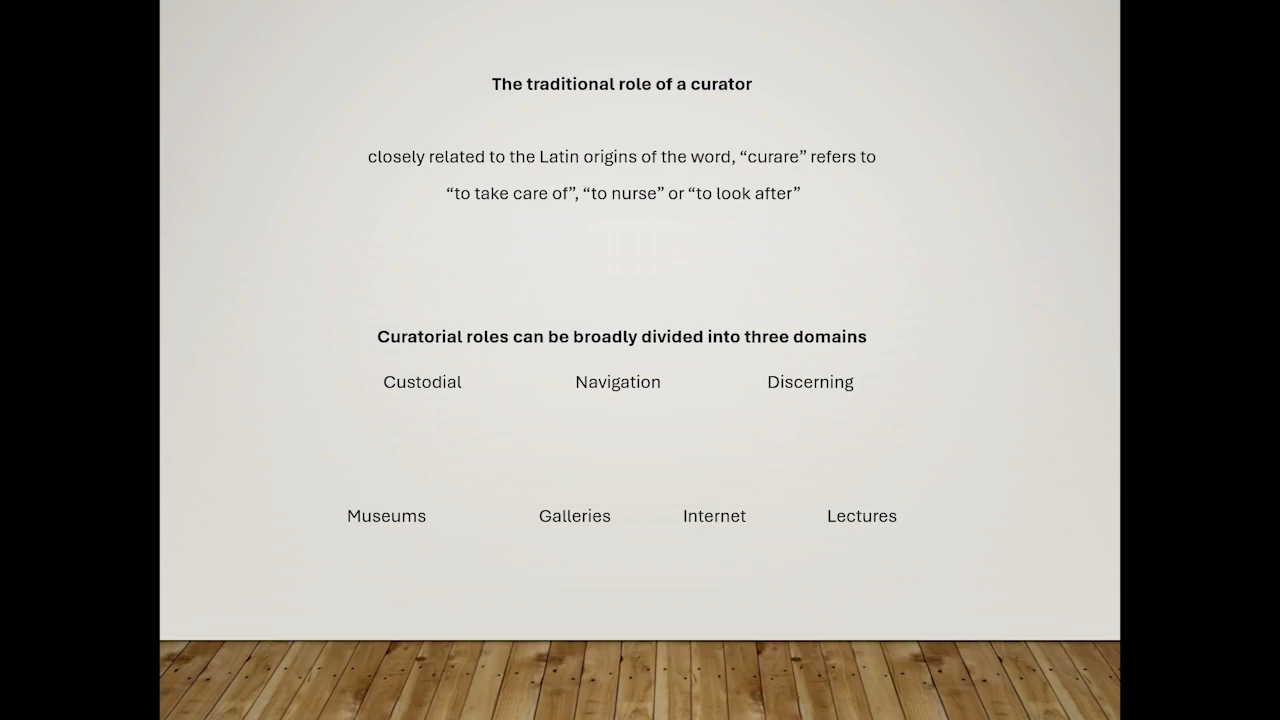 The traditional role of a curator
closely related to the Latin origins of the word, “curare” refers to
“to take care of”, “to nurse” or “to look after”
Curatorial roles can be broadly divided into three domains
Custodial Navigation Discerning
Museums Galleries Internet Lectures